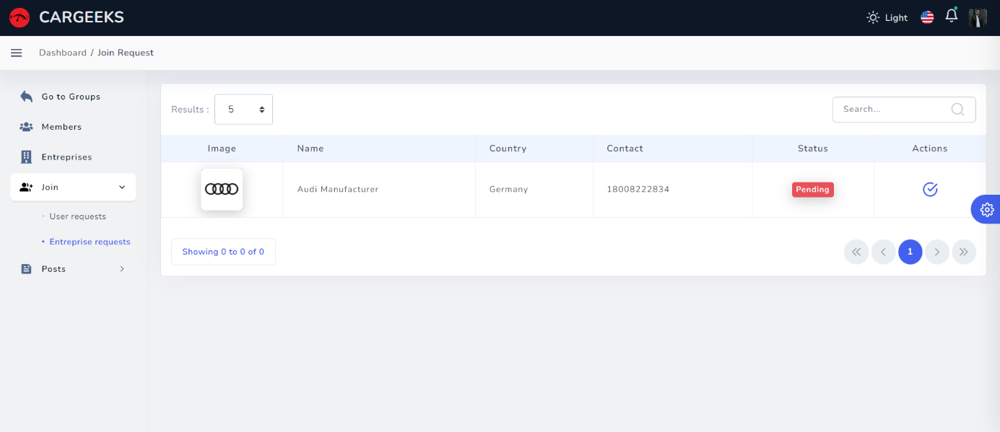 CARGEEKS
Light
Dashboard / Join Request
Go to Groups
Members
Entreprises
Join
User requests
Entreprise requests
Posts
Results : 5
Search...
Image Name Country Contact Status Actions
Audi Manufacturer Germany 18008222834 Pending
Showing 0 to 0 of 0
1